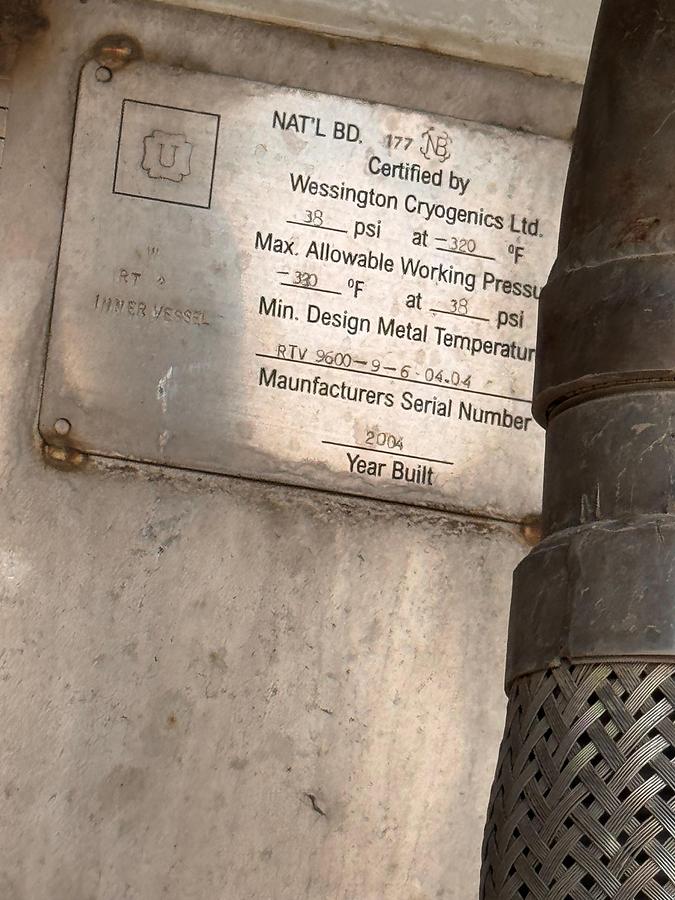 U
W
RT 2
INNER VESSEL
NAT'L BD. 177 NB
Certified by
Wessington Cryogenics Ltd.
38 psi at -320 °F
Max. Allowable Working Pressu
-320 °F at 38 psi
Min. Design Metal Temperatur
RTV 9600-9-6-04.04
Maunfacturers Serial Number
2004
Year Built